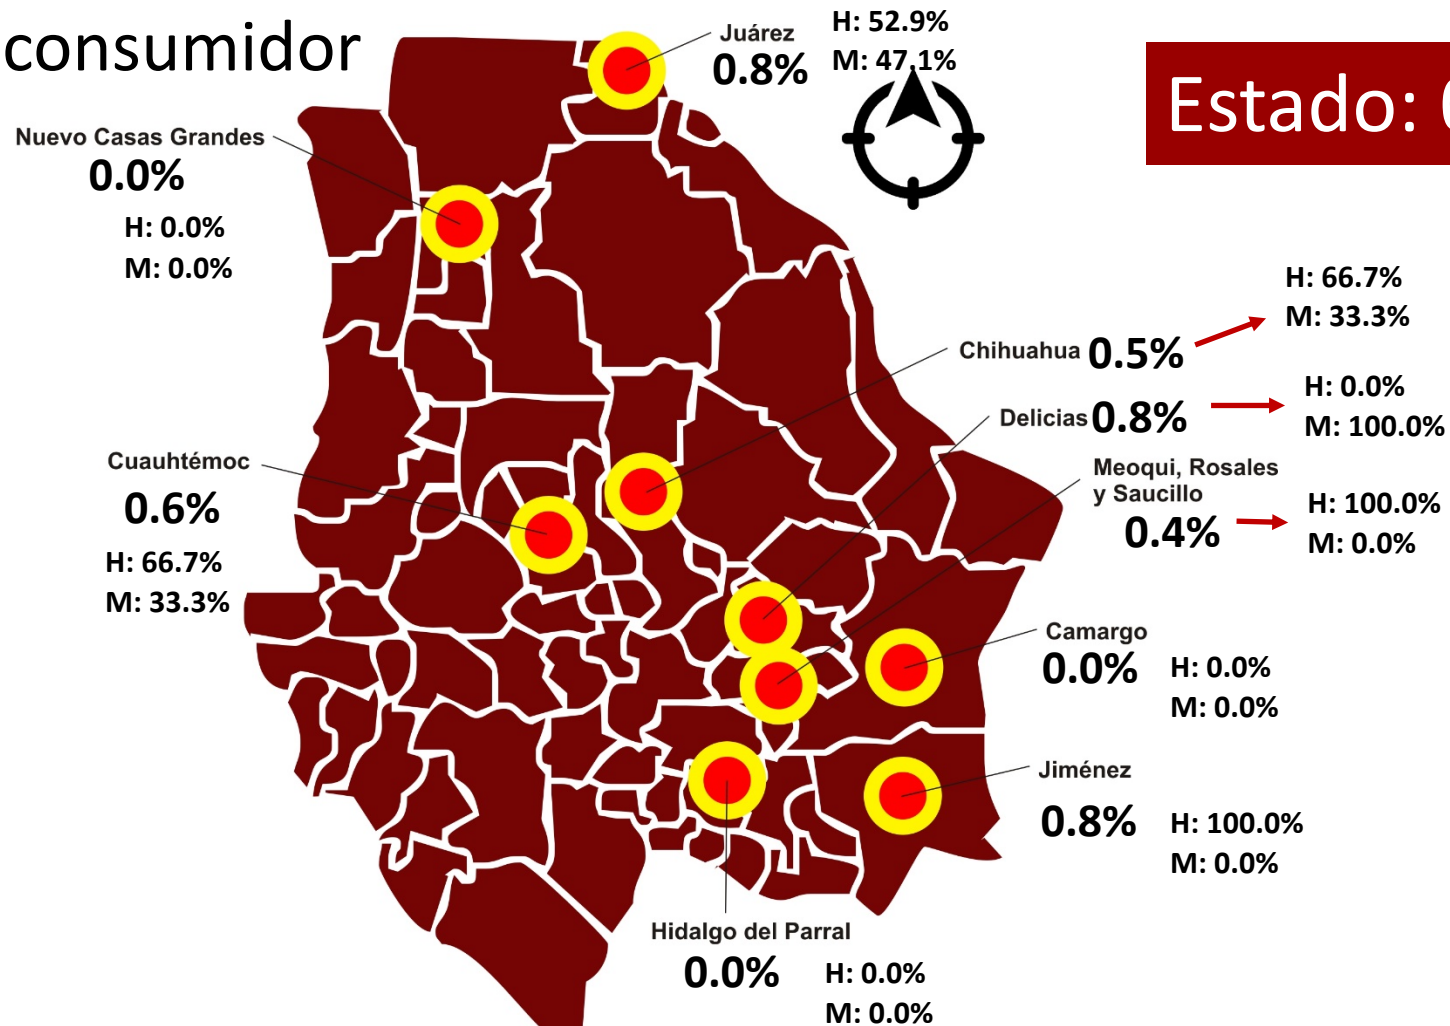 consumidor
Estado:
Juárez
0.8%
H: 52.9%
M: 47.1%
Nuevo Casas Grandes
0.0%
H: 0.0%
M: 0.0%
Chihuahua 0.5%
H: 66.7%
M: 33.3%
Delicias 0.8%
H: 0.0%
M: 100.0%
Meoqui, Rosales
y Saucillo
0.4%
H: 100.0%
M: 0.0%
Cuauhtémoc
0.6%
H: 66.7%
M: 33.3%
Camargo
0.0%
H: 0.0%
M: 0.0%
Jiménez
0.8%
H: 100.0%
M: 0.0%
Hidalgo del Parral
0.0%
H: 0.0%
M: 0.0%